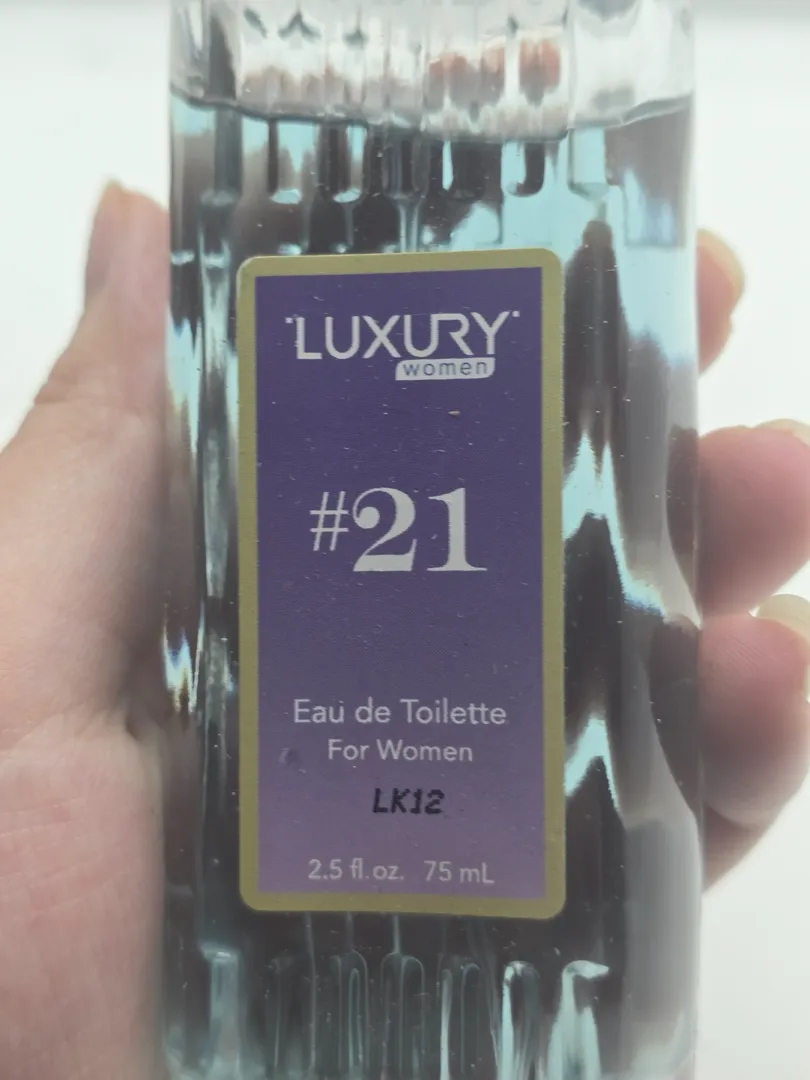 LUXURY
women
#21
Eau de Toilette
For Women
LK12
2.5 fl.oz. 75 mL